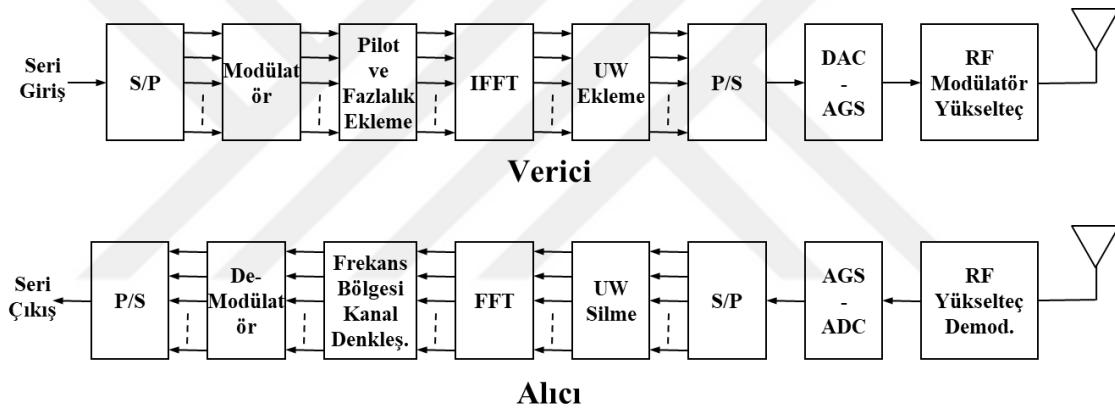 Seri
Giriş
S/P
Modülat
ör
Pilot
ve
Fazlalık
Ekleme
IFFT
UW
Ekleme
P/S
DAC
-
AGS
RF
Modülatör
Yükselteç
Verici
Seri
Çıkış
P/S
De-
Modülat
ör
Frekans
Bölgesi
Kanal
Denkleş.
FFT
UW
Silme
S/P
AGS
-
ADC
RF
Yükselteç
Demod.
Alıcı